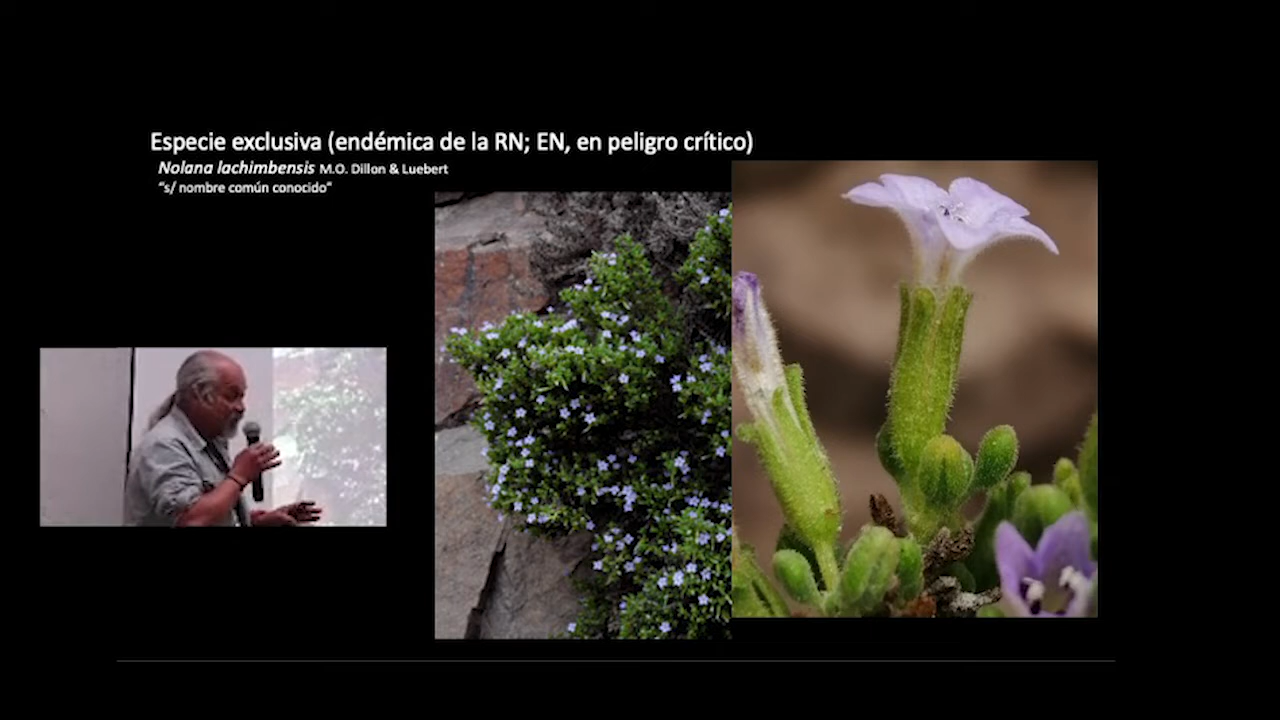 Especie exclusiva (endémica de la RN; EN, en peligro crítico)
Nolana lachimbensis M.O. Dillon & Luebert
“s/ nombre común conocido“